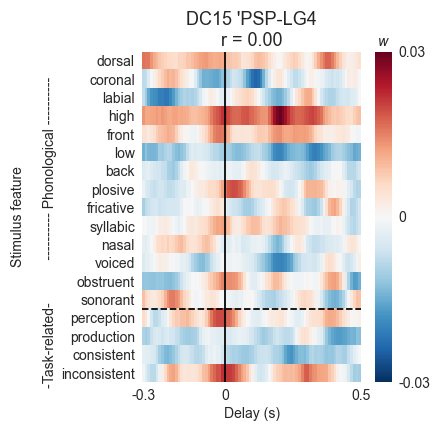 DC15 'PSP-LG4
r = 0.00
w
dorsal
coronal
labial
high
front
low
back
plosive
fricative
syllabic
nasal
voiced
obstruent
sonorant
perception
production
consistent
inconsistent
Stimulus feature
-Task-related- ---------- Phonological ----------
0.03
0
-0.03
-0.3
0
0.5
Delay (s)